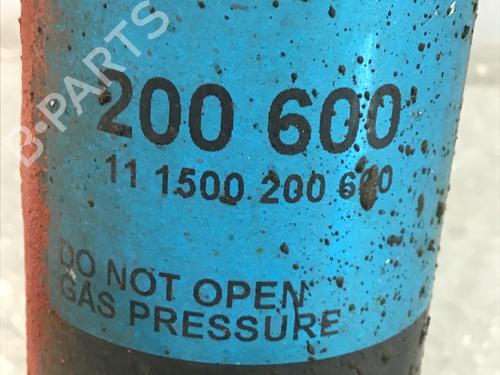 B-PARTS
200 600
11 1500 200 600
DO NOT OPEN
GAS PRESSURE